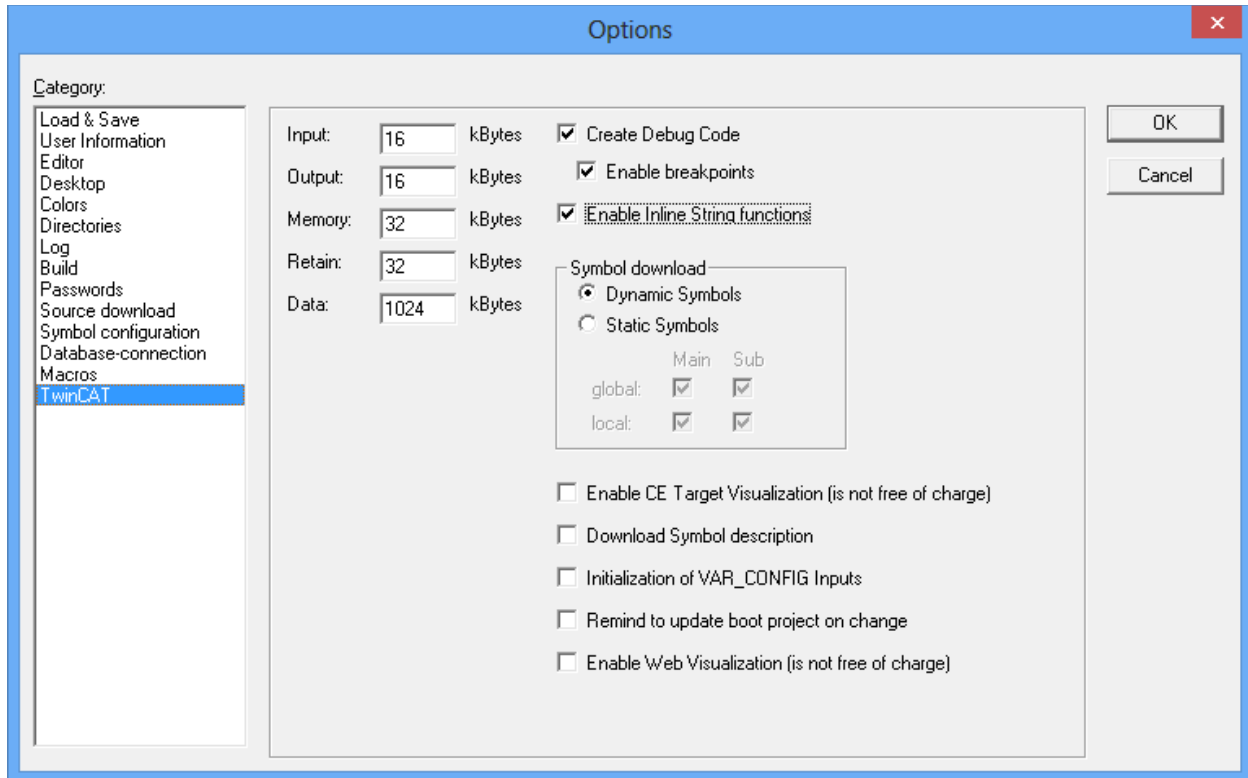 Options
Category:
Load & Save
User Information
Editor
Desktop
Colors
Directories
Log
Build
Passwords
Source download
Symbol configuration
Database-connection
Macros
TwinCAT
Input: 16 kBytes
Output: 16 kBytes
Memory: 32 kBytes
Retain: 32 kBytes
Data: 1024 kBytes
Create Debug Code
Enable breakpoints
Enable Inline String functions
Symbol download
Dynamic Symbols
Static Symbols
Main Sub
global:
local:
Enable CE Target Visualization (is not free of charge)
Download Symbol description
Initialization of VAR_CONFIG Inputs
Remind to update boot project on change
Enable Web Visualization (is not free of charge)
OK
Cancel